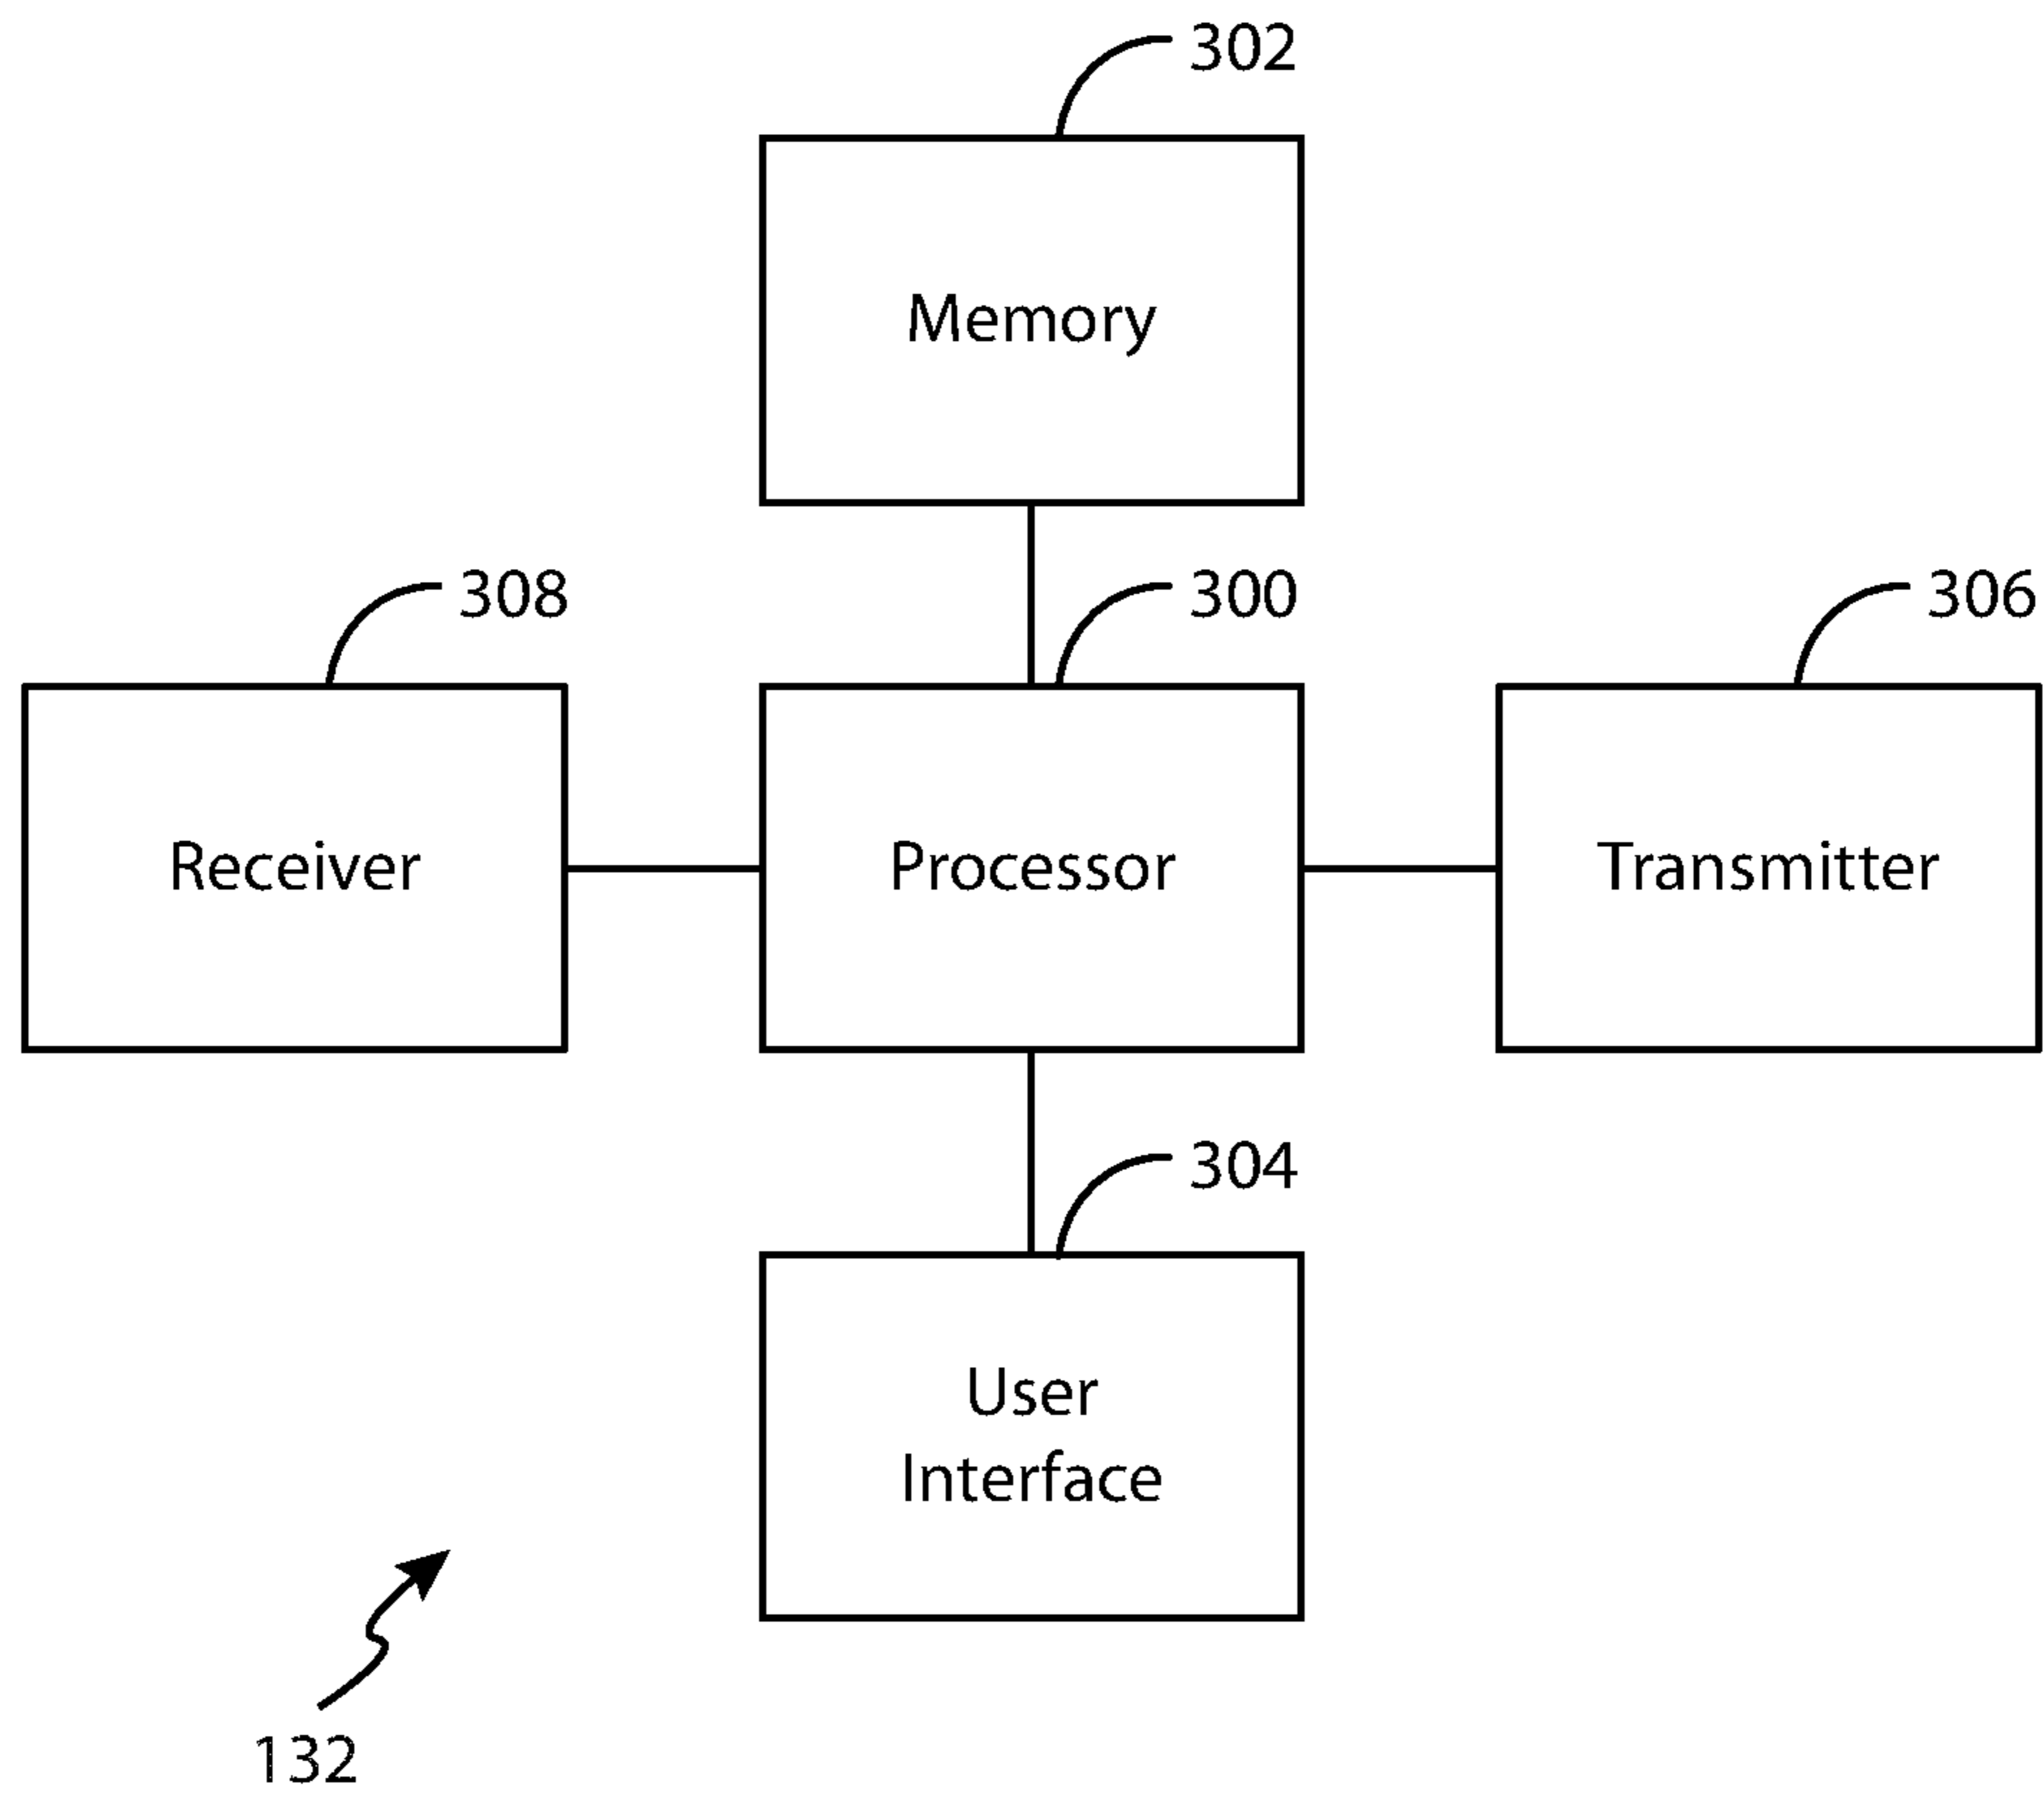 302
Memory
308
300
306
Receiver
Processor
Transmitter
304
User
Interface
132